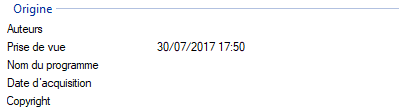 Origine
Auteurs
Prise de vue 30/07/2017 17:50
Nom du programme
Date d'acquisition
Copyright